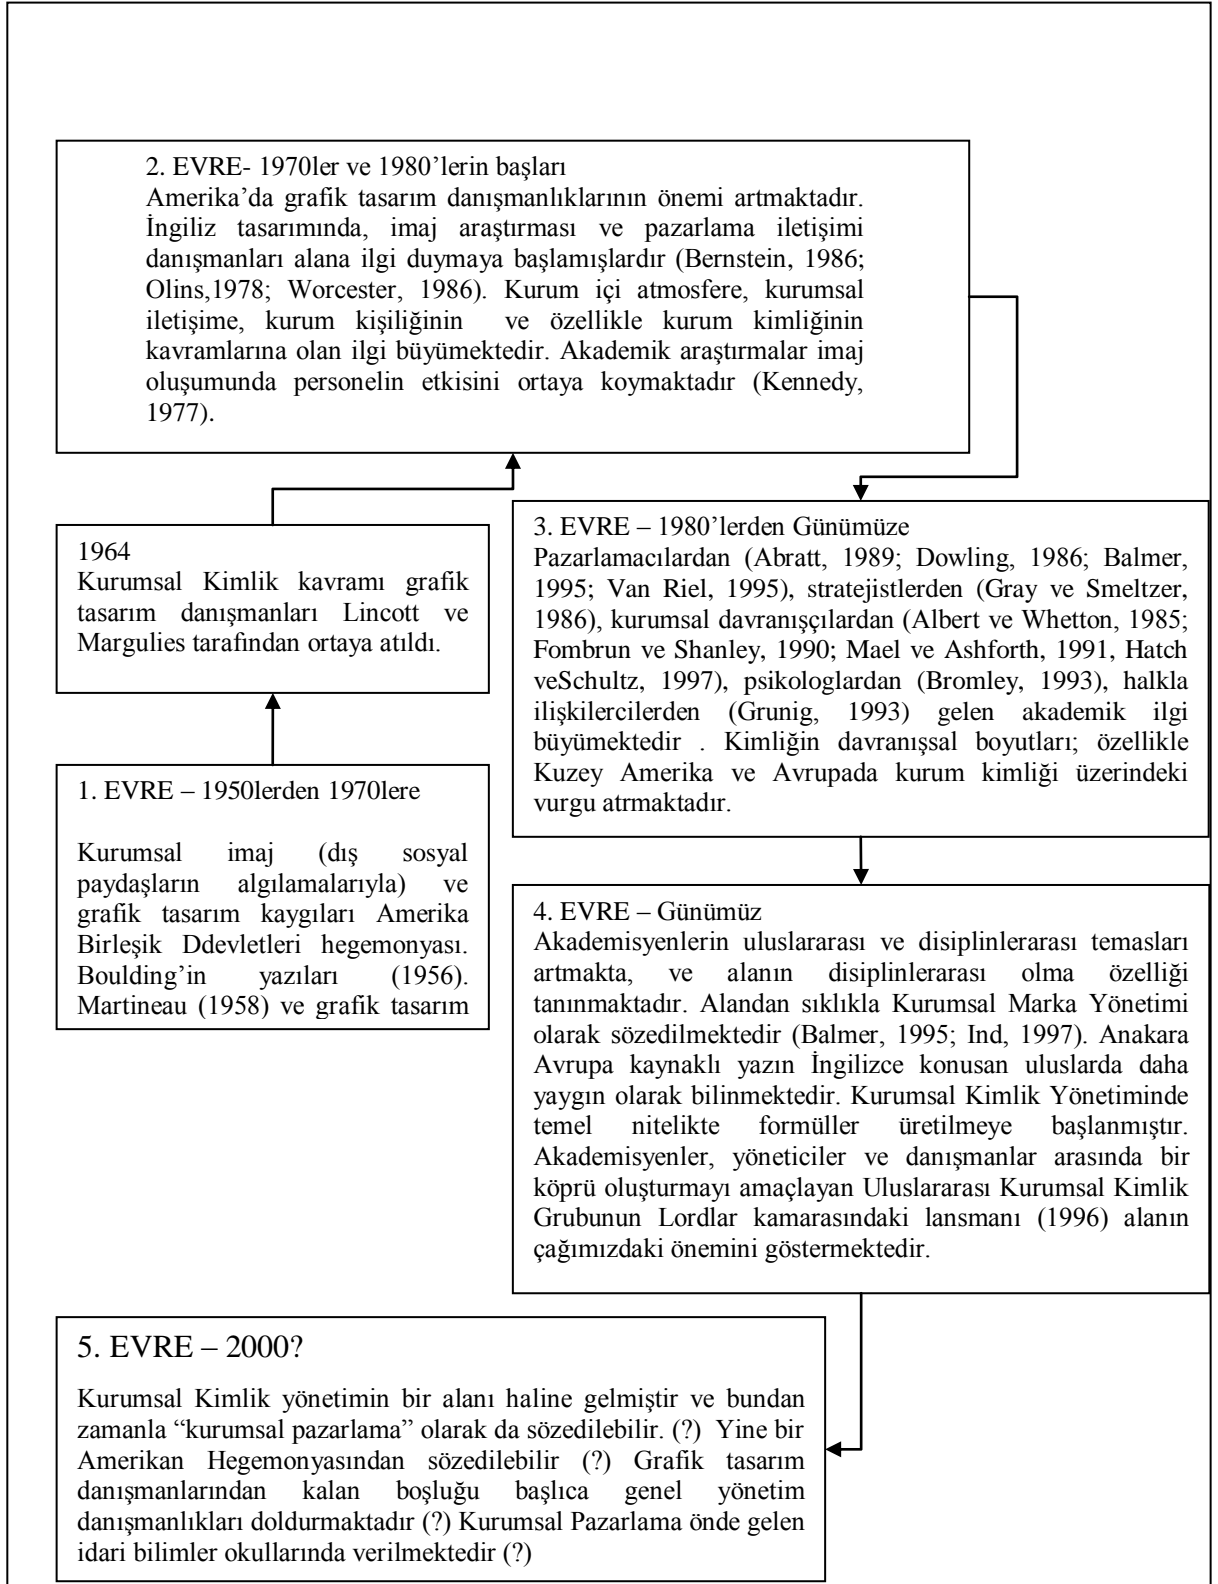 2. EVRE- 1970ler ve 1980’lerin başları
Amerika’da grafik tasarım danışmanlıklarının önemi artmaktadır.
İngiliz tasarımında, imaj araştırması ve pazarlama iletişimi
danışmanları alana ilgi duymaya başlamışlardır (Bernstein, 1986;
Olins,1978; Worcester, 1986). Kurum içi atmosfere, kurumsal
iletişime, kurum kişiliğinin ve özellikle kurum kimliğinin
kavramlarına olan ilgi büyümektedir. Akademik araştırmalar imaj
oluşumunda personelin etkisini ortaya koymaktadır (Kennedy,
1977).
1964
Kurumsal Kimlik kavramı grafik
tasarım danışmanları Lincott ve
Margulies tarafından ortaya atıldı.
1. EVRE – 1950lerden 1970lere
Kurumsal imaj (dış sosyal
paydaşların algılamalarıyla) ve
grafik tasarım kaygıları Amerika
Birleşik Ddevletleri hegemonyası.
Boulding’in yazıları (1956).
Martineau (1958) ve grafik tasarım
3. EVRE – 1980’lerden Günümüze
Pazarlamacılardan (Abratt, 1989; Dowling, 1986; Balmer,
1995; Van Riel, 1995), stratejistlerden (Gray ve Smeltzer,
1986), kurumsal davranışçılardan (Albert ve Whetton, 1985;
Fombrun ve Shanley, 1990; Mael ve Ashforth, 1991, Hatch
veSchultz, 1997), psikologlardan (Bromley, 1993), halkla
ilişkilercilerden (Grunig, 1993) gelen akademik ilgi
büyümektedir . Kimliğin davranışsal boyutları; özellikle
Kuzey Amerika ve Avrupada kurum kimliği üzerindeki
vurgu atrmaktadır.
4. EVRE – Günümüz
Akademisyenlerin uluslararası ve disiplinlerarası temasları
artmakta, ve alanın disiplinlerarası olma özelliği
tanınmaktadır. Alandan sıklıkla Kurumsal Marka Yönetimi
olarak sözedilmektedir (Balmer, 1995; Ind, 1997). Anakara
Avrupa kaynaklı yazın İngilizce konusan uluslarda daha
yaygın olarak bilinmektedir. Kurumsal Kimlik Yönetiminde
temel nitelikte formüller üretilmeye başlanmıştır.
Akademisyenler, yöneticiler ve danışmanlar arasında bir
köprü oluşturmayı amaçlayan Uluslararası Kurumsal Kimlik
Grubunun Lordlar kamarasındaki lansmanı (1996) alanın
çağımızdaki önemini göstermektedir.
5. EVRE – 2000?
Kurumsal Kimlik yönetimin bir alanı haline gelmiştir ve bundan
zamanla “kurumsal pazarlama” olarak da sözedilebilir. (?) Yine bir
Amerikan Hegemonyasından sözedilebilir (?) Grafik tasarım
danışmanlarından kalan boşluğu başlıca genel yönetim
danışmanlıkları doldurmaktadır (?) Kurumsal Pazarlama önde gelen
idari bilimler okullarında verilmektedir (?)